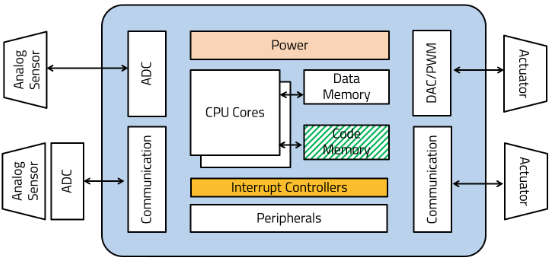 Analog
Sensor
ADC
Power
CPU Cores
Data
Memory
Code
Memory
DAC/PWM
Actuator
Analog
Sensor
ADC
Communication
Interrupt Controllers
Peripherals
Communication
Actuator